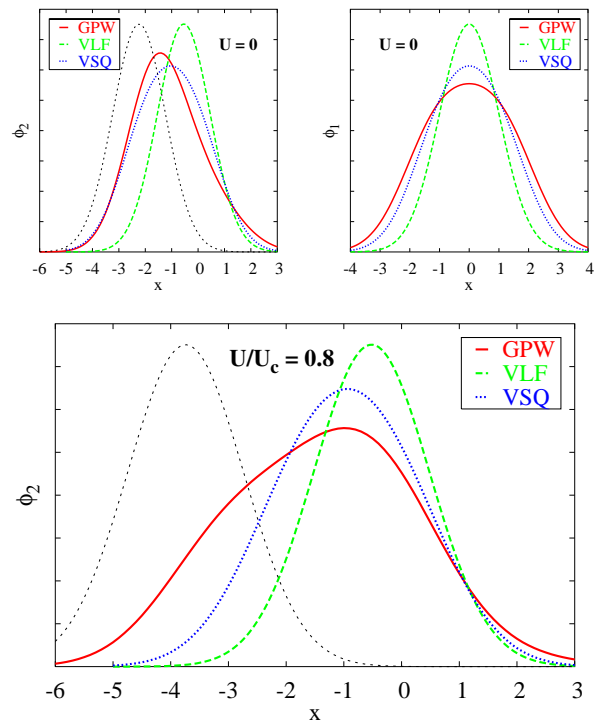 GPW
VLF
VSQ
U = 0
ϕ₂
-6 -5 -4 -3 -2 -1 0 1 2 3
x
U = 0
GPW
VLF
VSQ
ϕ₁
-4 -3 -2 -1 0 1 2 3 4
x
U/U_c = 0.8
GPW
VLF
VSQ
ϕ₂
-6 -5 -4 -3 -2 -1 0 1 2 3
x